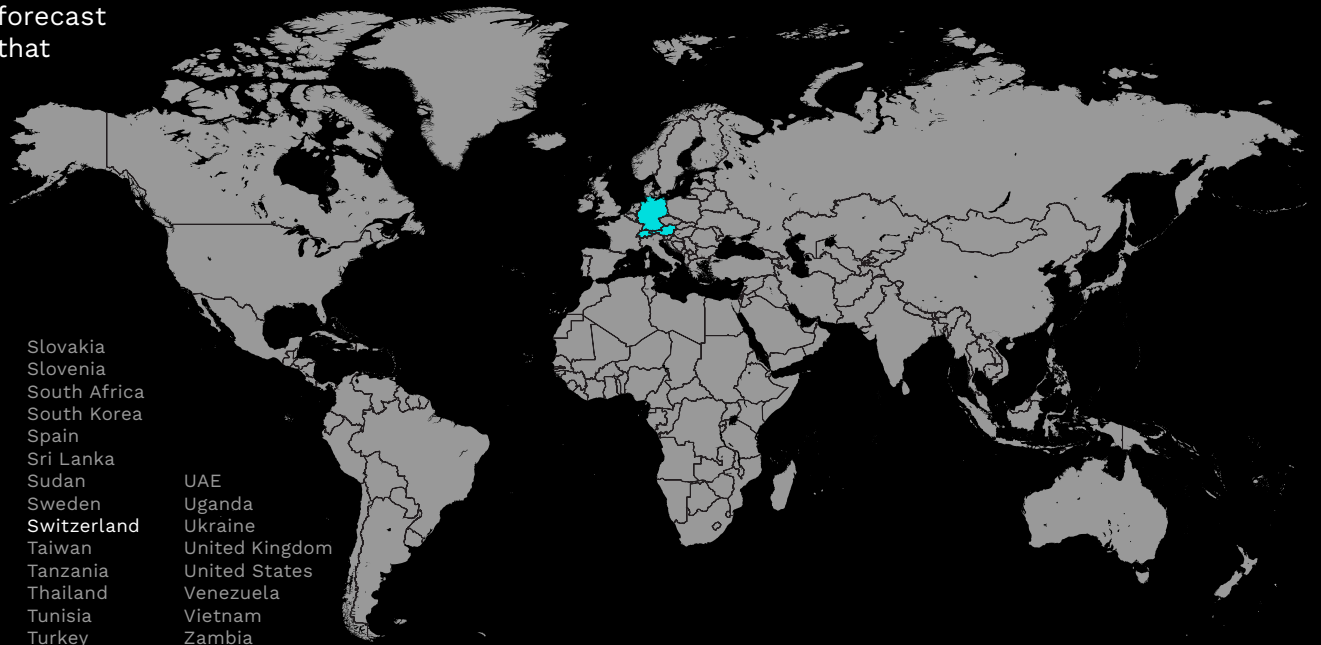 forecast
that
Slovakia
Slovenia
South Africa
South Korea
Spain
Sri Lanka
Sudan
Sweden
Switzerland
Taiwan
Tanzania
Thailand
Tunisia
Turkey
UAE
Uganda
Ukraine
United Kingdom
United States
Venezuela
Vietnam
Zambia